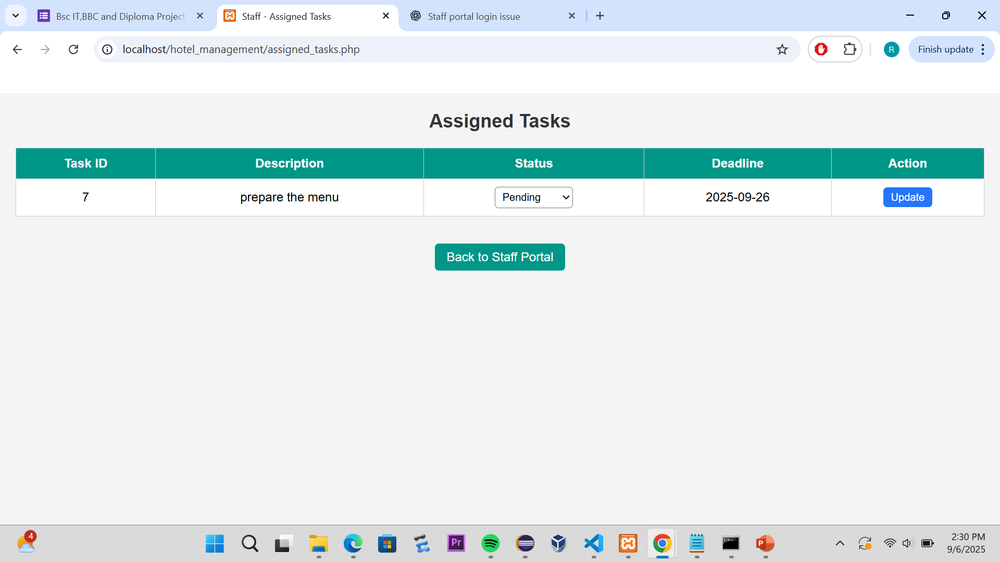 Bsc IT,BBC and Diploma Project
Staff - Assigned Tasks
Staff portal login issue
localhost/hotel_management/assigned_tasks.php
R
Finish update
Assigned Tasks
Task ID Description Status Deadline Action
7 prepare the menu Pending 2025-09-26 Update
Back to Staff Portal
4
Pr
P
2:30 PM
9/6/2025